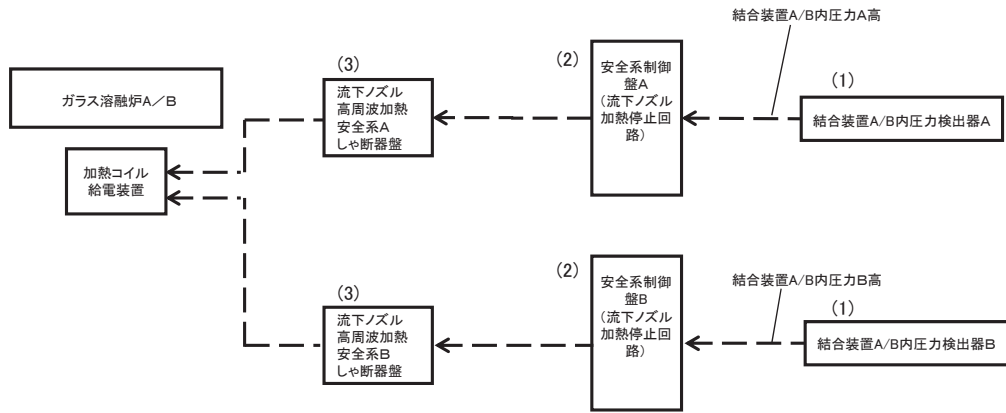 結合装置A/B内圧力A高
(2)
安全系制御
盤A
(流下ノズル
加熱停止回
路)
(3)
流下ノズル
高周波加熱
安全系A
しゃ断器盤
(1)
結合装置A/B内圧力検出器A
ガラス溶融炉A／B
加熱コイル
給電装置
(2)
安全系制御
盤B
(流下ノズル
加熱停止回
路)
結合装置A/B内圧力B高
(3)
流下ノズル
高周波加熱
安全系B
しゃ断器盤
(1)
結合装置A/B内圧力検出器B